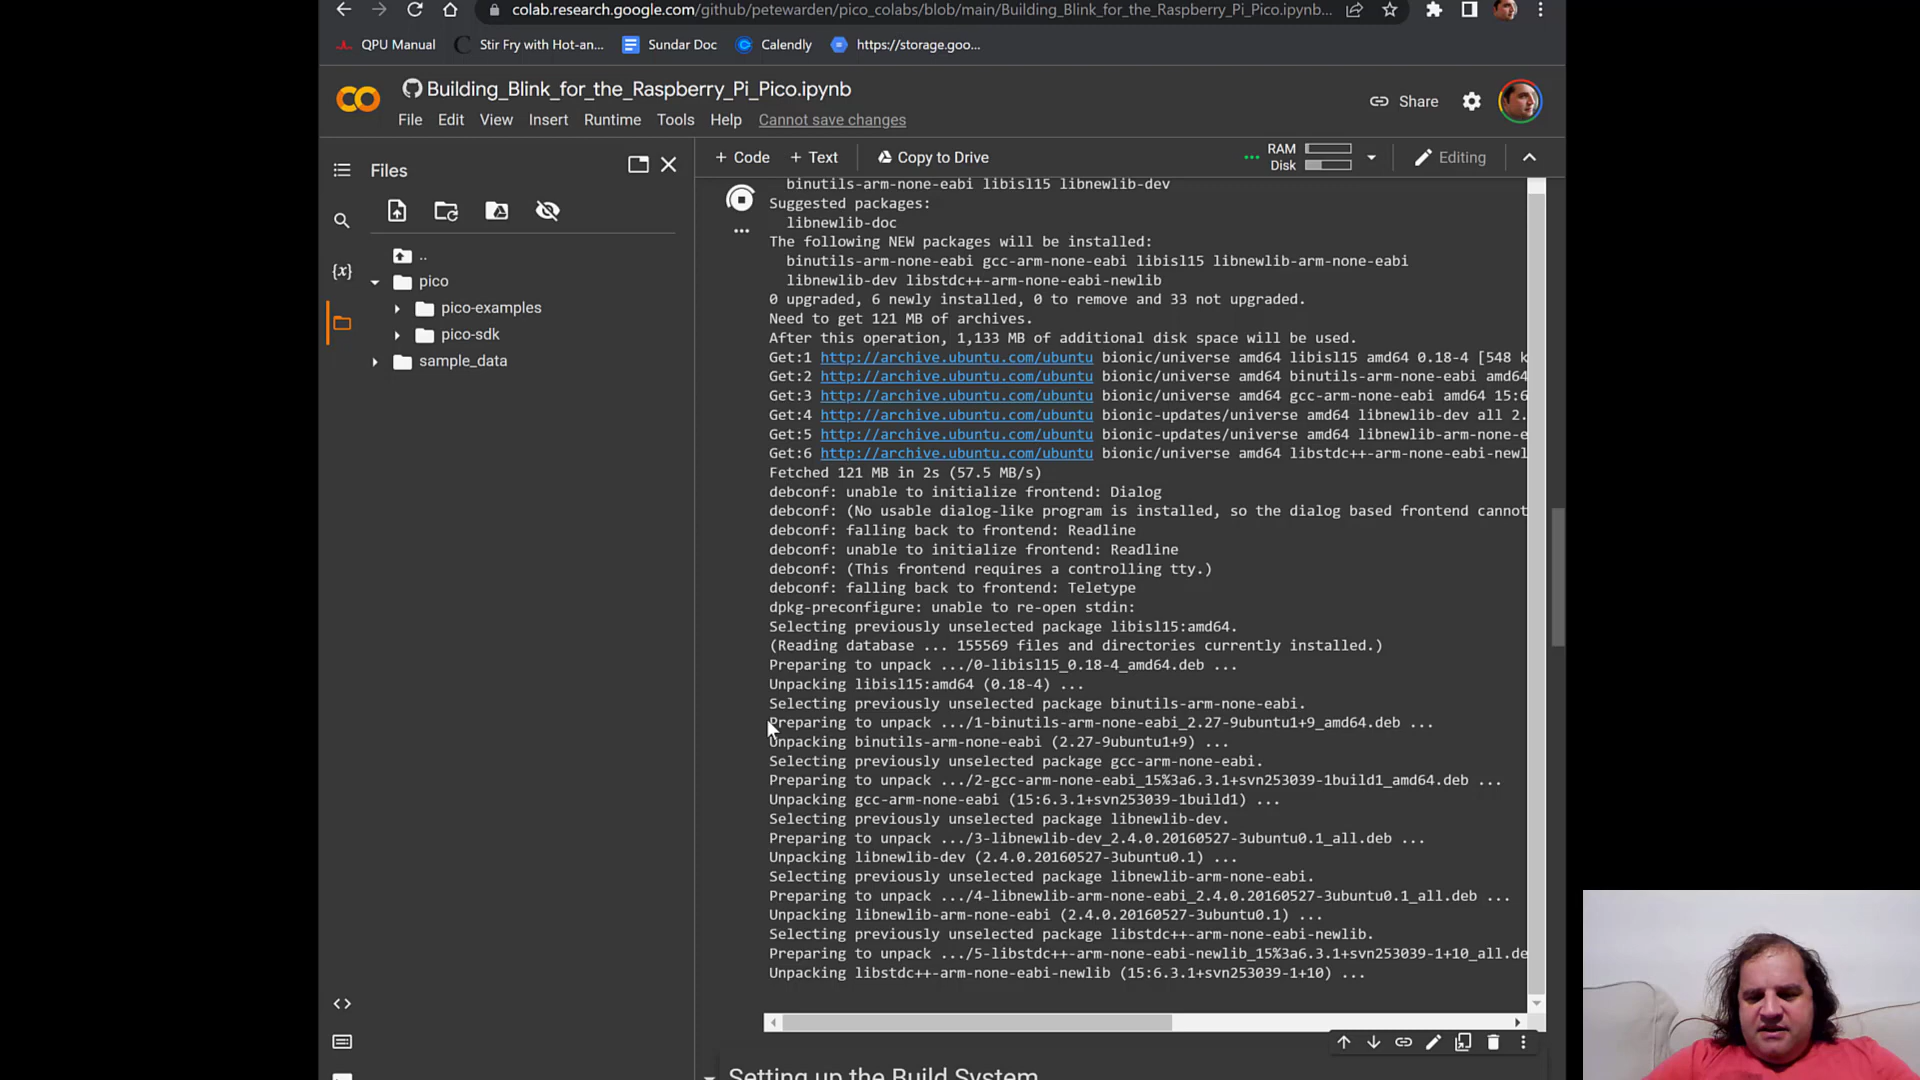 colab.research.google.com/github/petewarden/pico_colabs/blob/main/Building_Blink_for_the_Raspberry_Pi_Pico.ipynb...
QPU Manual
Stir Fry with Hot-an...
Sundar Doc
Calendly
https://storage.goo...
Building_Blink_for_the_Raspberry_Pi_Pico.ipynb
Share
File Edit View Insert Runtime Tools Help Cannot save changes
Files
+ Code + Text Copy to Drive
RAM
Disk
Editing
..
pico
pico-examples
pico-sdk
sample_data
{x}
binutils-arm-none-eabi libisl15 libnewlib-dev
Suggested packages:
libnewlib-doc
The following NEW packages will be installed:
binutils-arm-none-eabi gcc-arm-none-eabi libisl15 libnewlib-arm-none-eabi
libnewlib-dev libstdc++-arm-none-eabi-newlib
0 upgraded, 6 newly installed, 0 to remove and 33 not upgraded.
Need to get 121 MB of archives.
After this operation, 1,133 MB of additional disk space will be used.
Get:1 http://archive.ubuntu.com/ubuntu bionic/universe amd64 libisl15 amd64 0.18-4 [548 k
Get:2 http://archive.ubuntu.com/ubuntu bionic/universe amd64 binutils-arm-none-eabi amd64
Get:3 http://archive.ubuntu.com/ubuntu bionic/universe amd64 gcc-arm-none-eabi amd64 15:6
Get:4 http://archive.ubuntu.com/ubuntu bionic-updates/universe amd64 libnewlib-dev all 2.
Get:5 http://archive.ubuntu.com/ubuntu bionic-updates/universe amd64 libnewlib-arm-none-e
Get:6 http://archive.ubuntu.com/ubuntu bionic/universe amd64 libstdc++-arm-none-eabi-newl
Fetched 121 MB in 2s (57.5 MB/s)
debconf: unable to initialize frontend: Dialog
debconf: (No usable dialog-like program is installed, so the dialog based frontend cannot
debconf: falling back to frontend: Readline
debconf: unable to initialize frontend: Readline
debconf: (This frontend requires a controlling tty.)
debconf: falling back to frontend: Teletype
dpkg-preconfigure: unable to re-open stdin:
Selecting previously unselected package libisl15:amd64.
(Reading database ... 155569 files and directories currently installed.)
Preparing to unpack .../0-libisl15_0.18-4_amd64.deb ...
Unpacking libisl15:amd64 (0.18-4) ...
Selecting previously unselected package binutils-arm-none-eabi.
Preparing to unpack .../1-binutils-arm-none-eabi_2.27-9ubuntu1+9_amd64.deb ...
Unpacking binutils-arm-none-eabi (2.27-9ubuntu1+9) ...
Selecting previously unselected package gcc-arm-none-eabi.
Preparing to unpack .../2-gcc-arm-none-eabi_15%3a6.3.1+svn253039-1build1_amd64.deb ...
Unpacking gcc-arm-none-eabi (15:6.3.1+svn253039-1build1) ...
Selecting previously unselected package libnewlib-dev.
Preparing to unpack .../3-libnewlib-dev_2.4.0.20160527-3ubuntu0.1_all.deb ...
Unpacking libnewlib-dev (2.4.0.20160527-3ubuntu0.1) ...
Selecting previously unselected package libnewlib-arm-none-eabi.
Preparing to unpack .../4-libnewlib-arm-none-eabi_2.4.0.20160527-3ubuntu0.1_all.deb ...
Unpacking libnewlib-arm-none-eabi (2.4.0.20160527-3ubuntu0.1) ...
Selecting previously unselected package libstdc++-arm-none-eabi-newlib.
Preparing to unpack .../5-libstdc++-arm-none-eabi-newlib_15%3a6.3.1+svn253039-1+10_all.de
Unpacking libstdc++-arm-none-eabi-newlib (15:6.3.1+svn253039-1+10) ...
Setting up the Build System